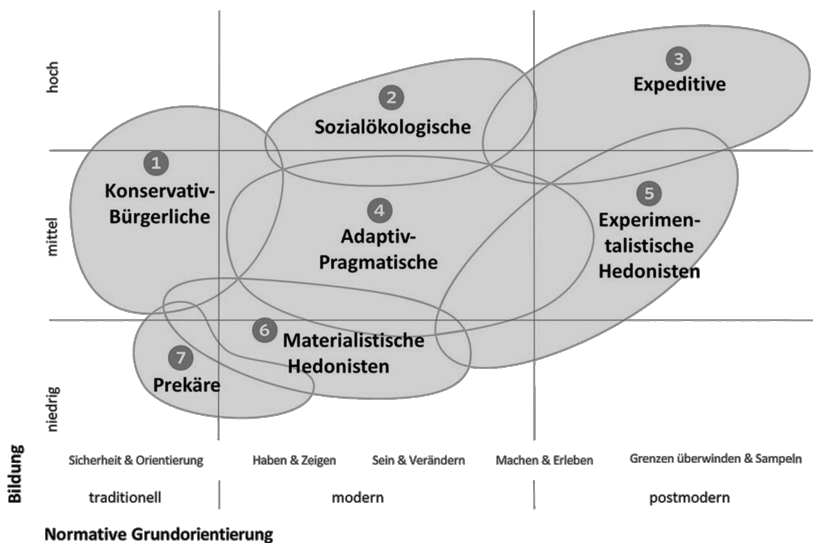 hoch
mittel
niedrig
Bildung
3
Expeditive
2
Sozialökologische
1
Konservativ-
Bürgerliche
5
Experimen-
talistische
Hedonisten
4
Adaptiv-
Pragmatische
6
Materialistische
Hedonisten
7
Prekäre
Sicherheit & Orientierung
Haben & Zeigen
Sein & Verändern
Machen & Erleben
Grenzen überwinden & Sampeln
traditionell
modern
postmodern
Normative Grundorientierung